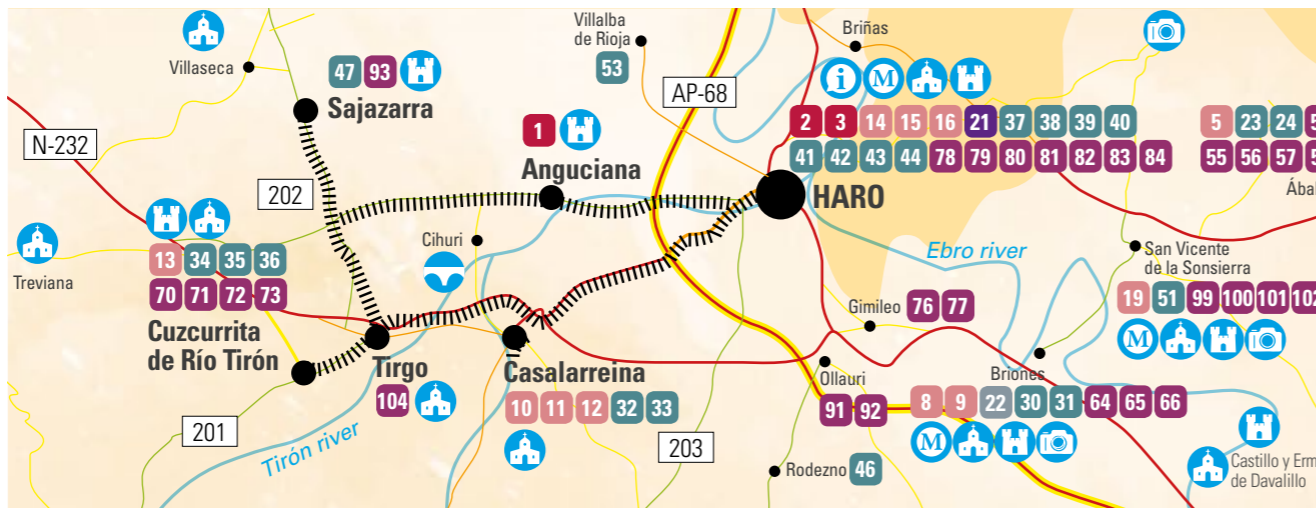 Villaseca
47 93
Sajazarra
Villalba
de Rioja
53
AP-68
Briñas
i M
2 3 14 15 16 21 37 38 39 40
41 42 43 44 78 79 80 81 82 83 84
HARO
5 23 24
55 56 57
N-232
202
1
Anguciana
Treviana
13 34 35 36
70 71 72 73
Cuzcurrita
de Río Tirón
Cihuri
Ebro river
San Vicente
de la Sonsierra
19 51 99 100 101 102
M
Gimileo 76 77
Tirgo
104
Casalarreina
10 11 12 32 33
201
Tirón river
203
Ollauri
91 92
Briones
8 9 22 30 31 64 65 66
M
Rodezno 46
Castillo y Erm
de Davalillo